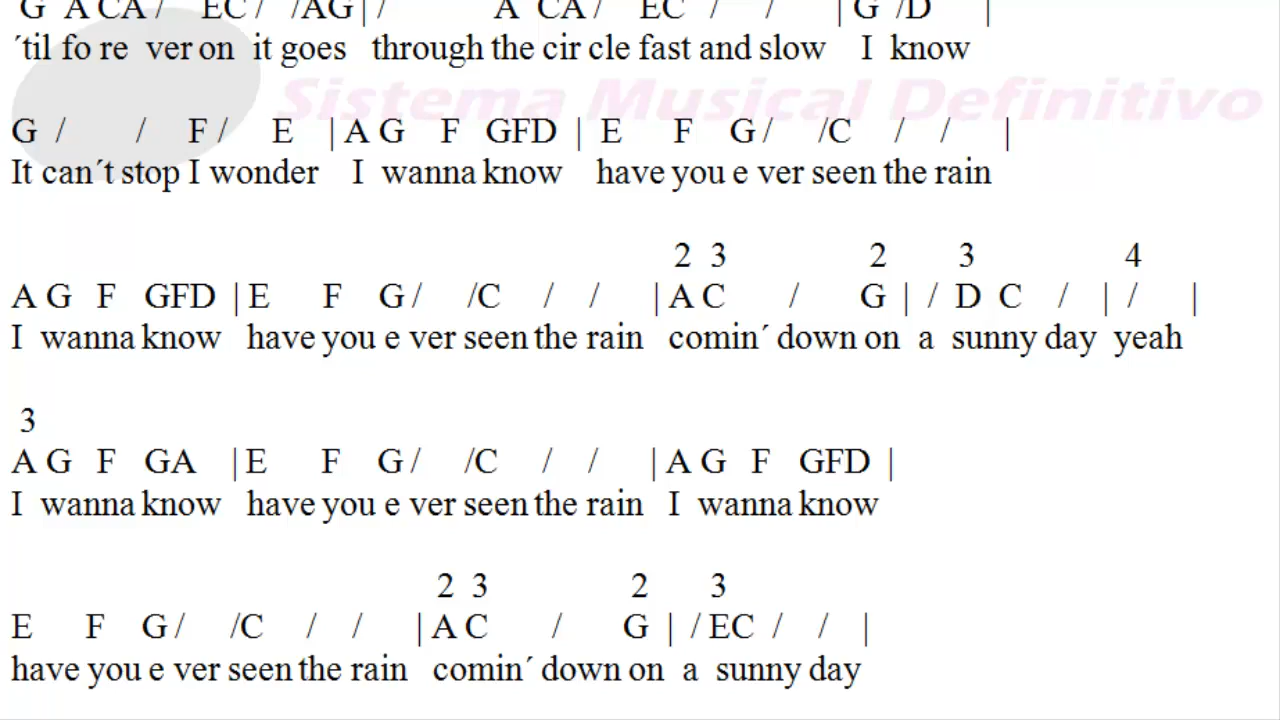 G A CA / EC / /AG | / A CA / EC / / | G /D |
´til fo re ver on it goes through the cir cle fast and slow I know
Sistema Musical Definitivo
G / / F / E | A G F GFD | E F G / /C / / |
It can´t stop I wonder I wanna know have you e ver seen the rain
2 3 2 3 4
A G F GFD | E F G / /C / / | A C / G | / D C / | / |
I wanna know have you e ver seen the rain comin´ down on a sunny day yeah
3
A G F GA | E F G / /C / / | A G F GFD |
I wanna know have you e ver seen the rain I wanna know
2 3 2 3
E F G / /C / / | A C / G | / EC / / |
have you e ver seen the rain comin´ down on a sunny day